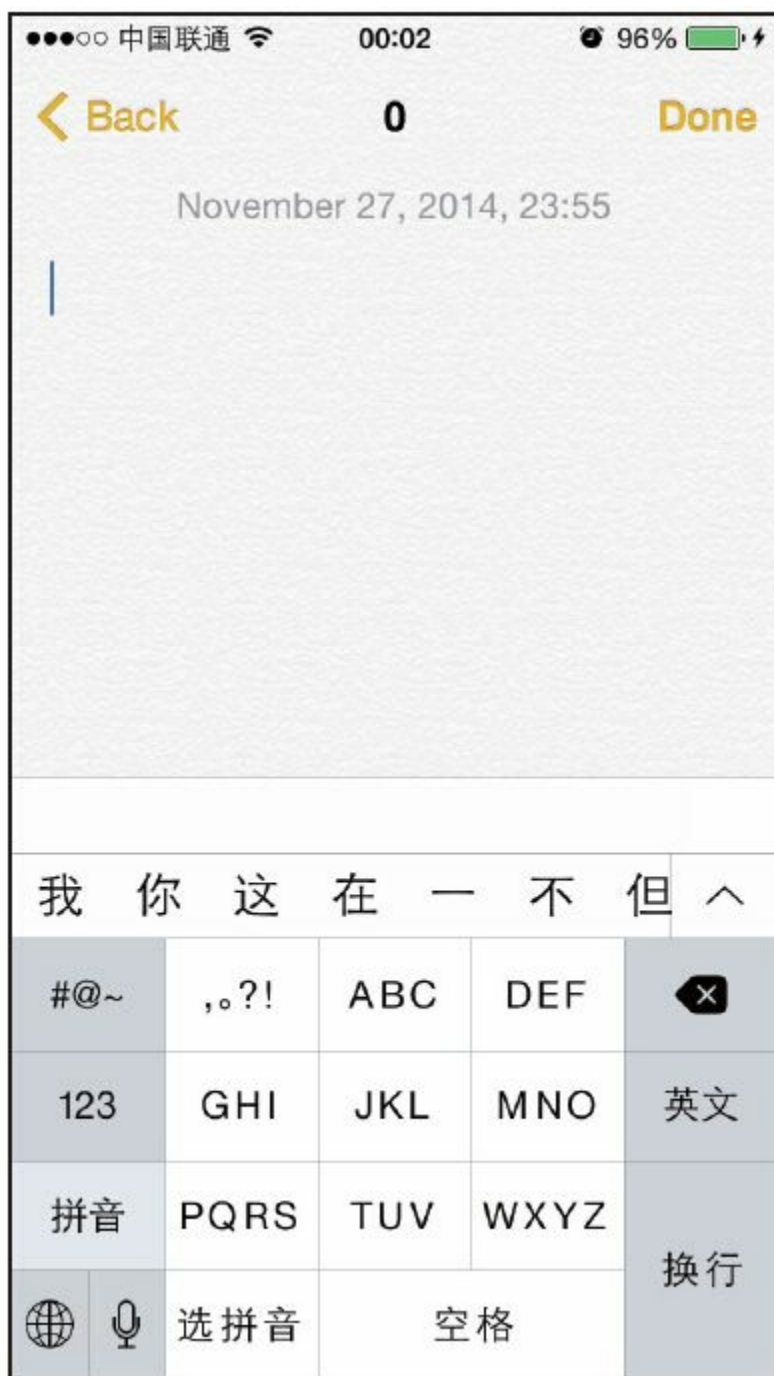 中国联通 00:02 96%
Back 0 Done
November 27, 2014, 23:55
我 你 这 在 一 不 但
#@~ ,。?! ABC DEF
123 GHI JKL MNO 英文
拼音 PQRS TUV WXYZ
换行
选拼音 空格